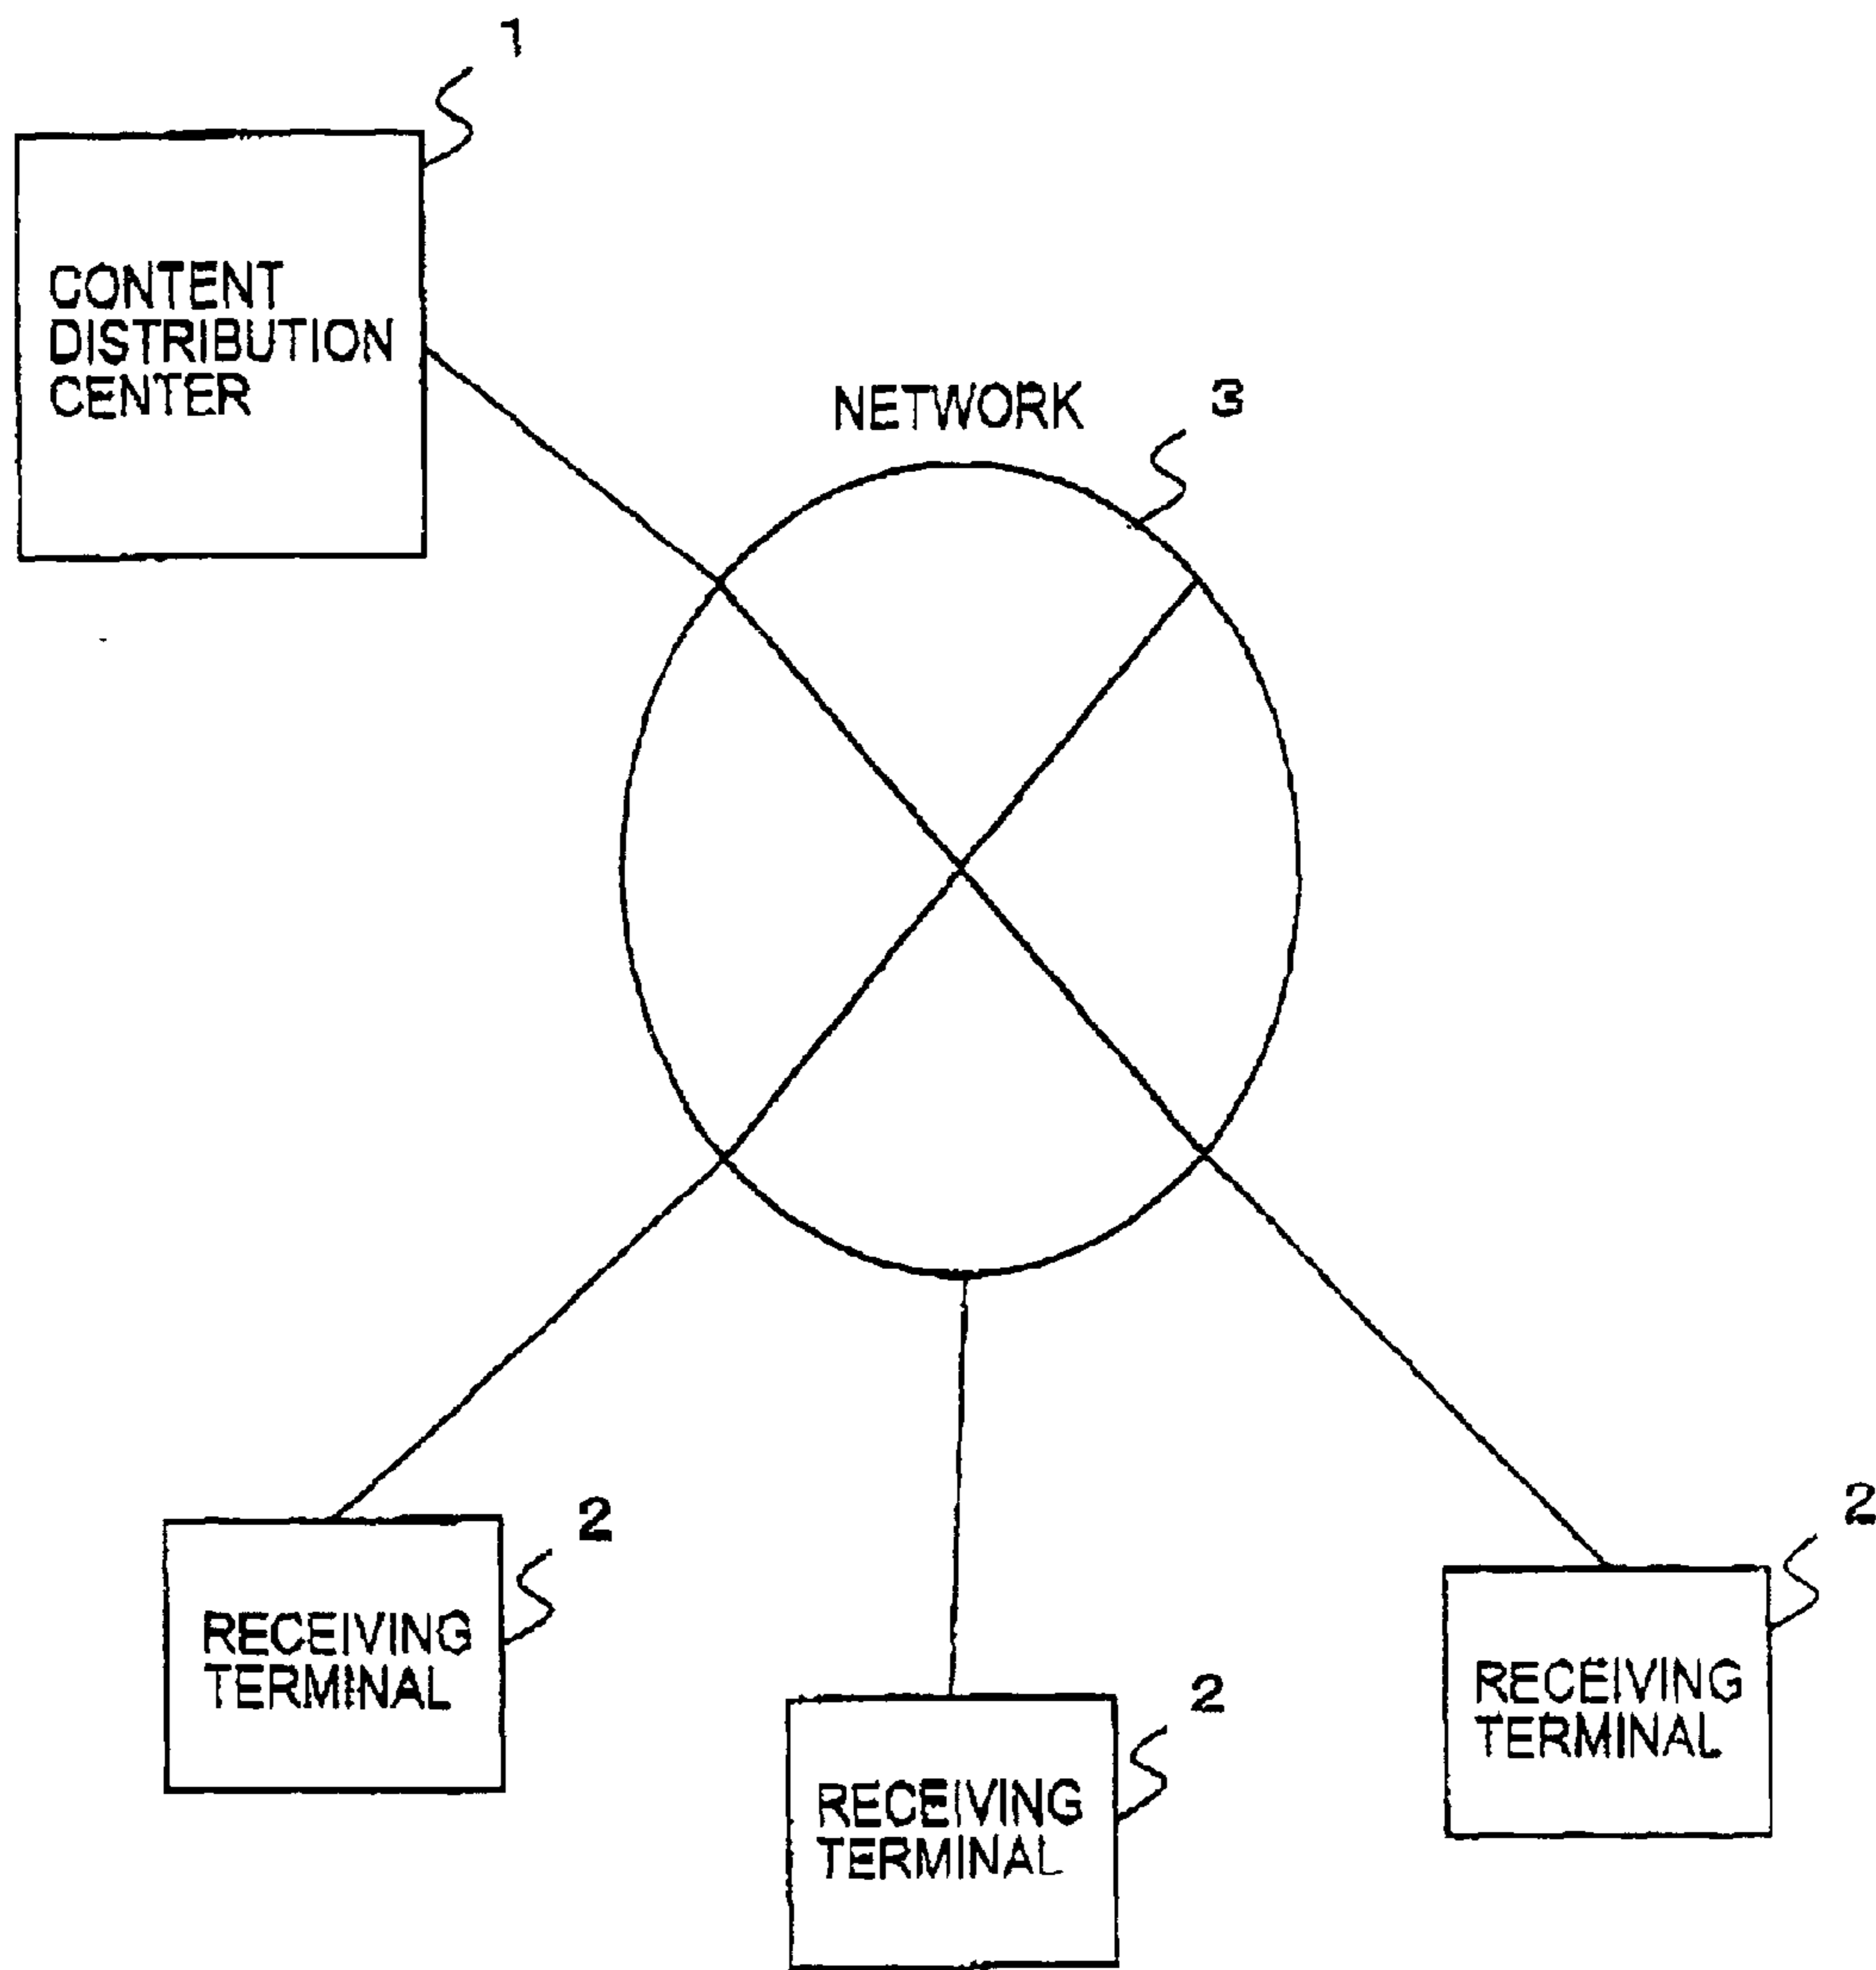 1
CONTENT
DISTRIBUTION
CENTER
NETWORK
3
2
RECEIVING
TERMINAL
2
RECEIVING
TERMINAL
2
RECEIVING
TERMINAL